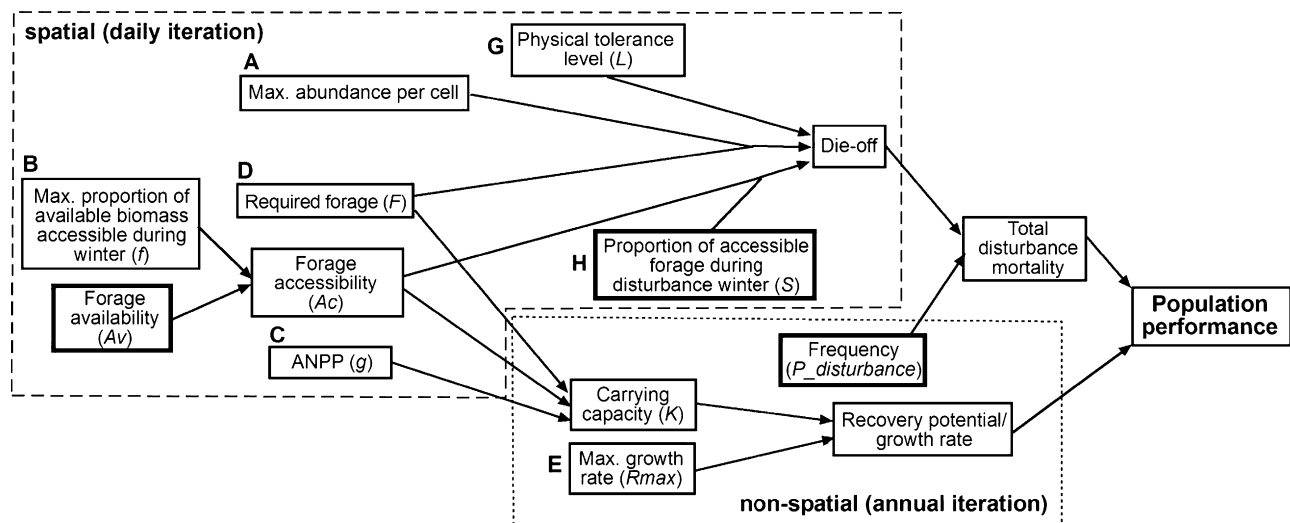 spatial (daily iteration)
G
Physical tolerance
level (L)
A
Max. abundance per cell
Die-off
B
Max. proportion of
available biomass
accessible during
winter (f)
D
Required forage (F)
H
Proportion of accessible
forage during
disturbance winter (S)
Total
disturbance
mortality
Forage
accessibility
(Ac)
Forage
availability
(Av)
Population
performance
C
ANPP (g)
Frequency
(P_disturbance)
Carrying
capacity (K)
Recovery potential/
growth rate
E
Max. growth
rate (Rmax)
non-spatial (annual iteration)